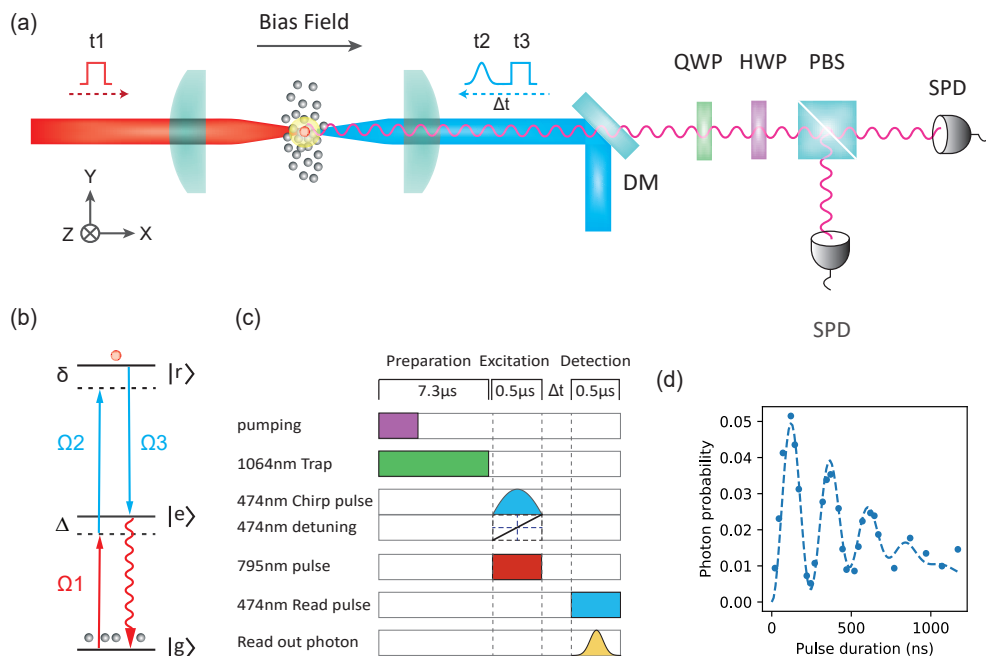 (a)
Bias Field
t1
t2 t3
Δt
QWP HWP PBS
SPD
DM
Y
Z X
SPD
(b)
δ |r⟩
Ω2 Ω3
Δ |e⟩
Ω1
|g⟩
(c)
Preparation Excitation Detection
7.3μs 0.5μs Δt 0.5μs
pumping
1064nm Trap
474nm Chirp pulse
474nm detuning
795nm pulse
474nm Read pulse
Read out photon
(d)
Photon probability
0.05
0.04
0.03
0.02
0.01
0.00
0 500 1000
Pulse duration (ns)